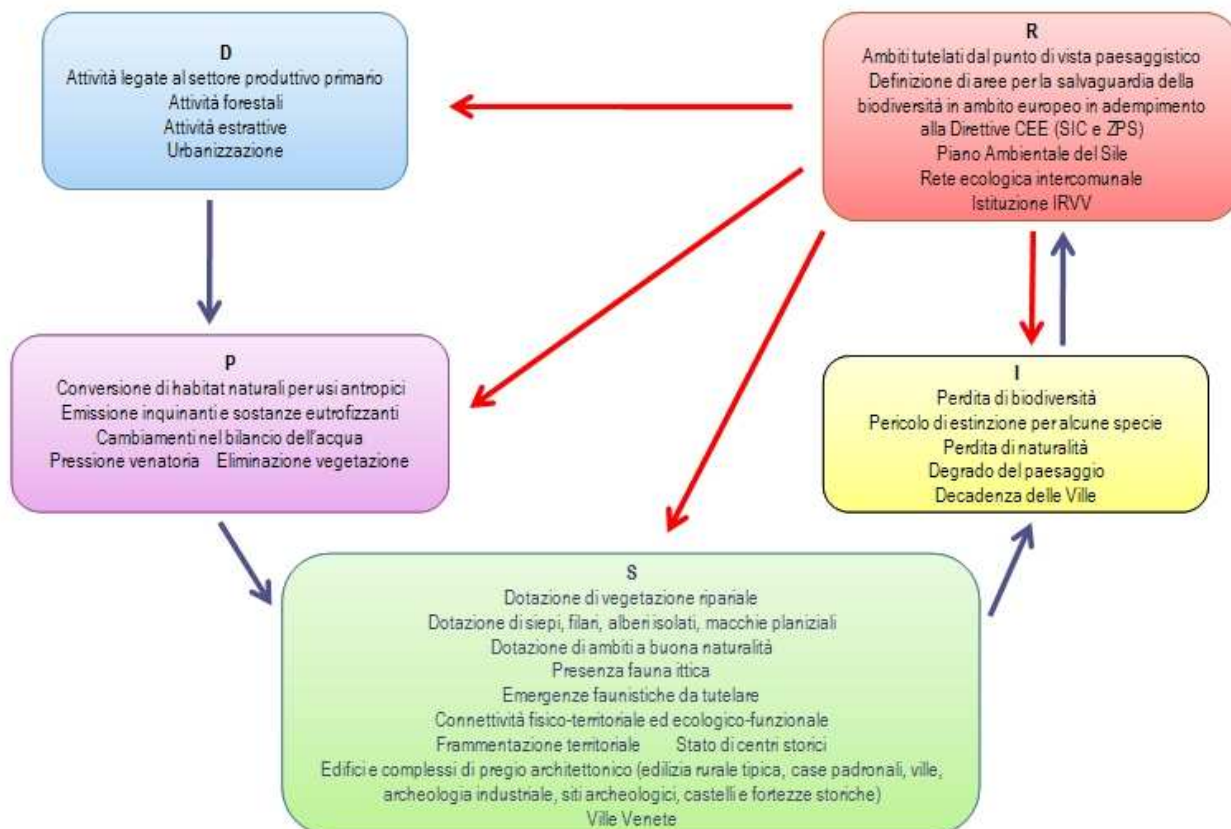 D
Attività legate al settore produttivo primario
Attività forestali
Attività estrattive
Urbanizzazione
R
Ambiti tutelati dal punto di vista paesaggistico
Definizione di aree per la salvaguardia della
biodiversità in ambito europeo in adempimento
alla Direttive CEE (SIC e ZPS)
Piano Ambientale del Sile
Rete ecologica intercomunale
Istituzione IRVV
P
Conversione di habitat naturali per usi antropici
Emissione inquinanti e sostanze eutrofizzanti
Cambiamenti nel bilancio dell'acqua
Pressione venatoria Eliminazione vegetazione
I
Perdita di biodiversità
Pericolo di estinzione per alcune specie
Perdita di naturalità
Degrado del paesaggio
Decadenza delle Ville
S
Dotazione di vegetazione ripariale
Dotazione di siepi, filari, alberi isolati, macchie planiziali
Dotazione di ambiti a buona naturalità
Presenza fauna ittica
Emergenze faunistiche da tutelare
Connettività fisico-territoriale ed ecologico-funzionale
Frammentazione territoriale Stato di centri storici
Edifici e complessi di pregio architettonico (edilizia rurale tipica, case padronali, ville,
archeologia industriale, siti archeologici, castelli e fortezze storiche)
Ville Venete